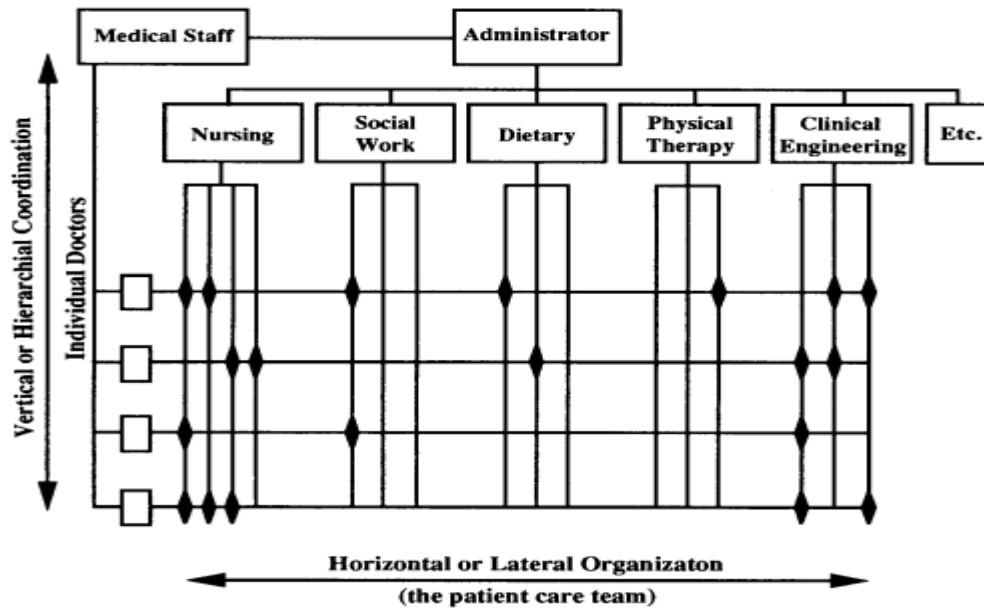 Medical Staff
Administrator
Nursing
Social
Work
Dietary
Physical
Therapy
Clinical
Engineering
Etc.
Vertical or Hierarchial Coordination
Individual Doctors
Horizontal or Lateral Organizaton
(the patient care team)